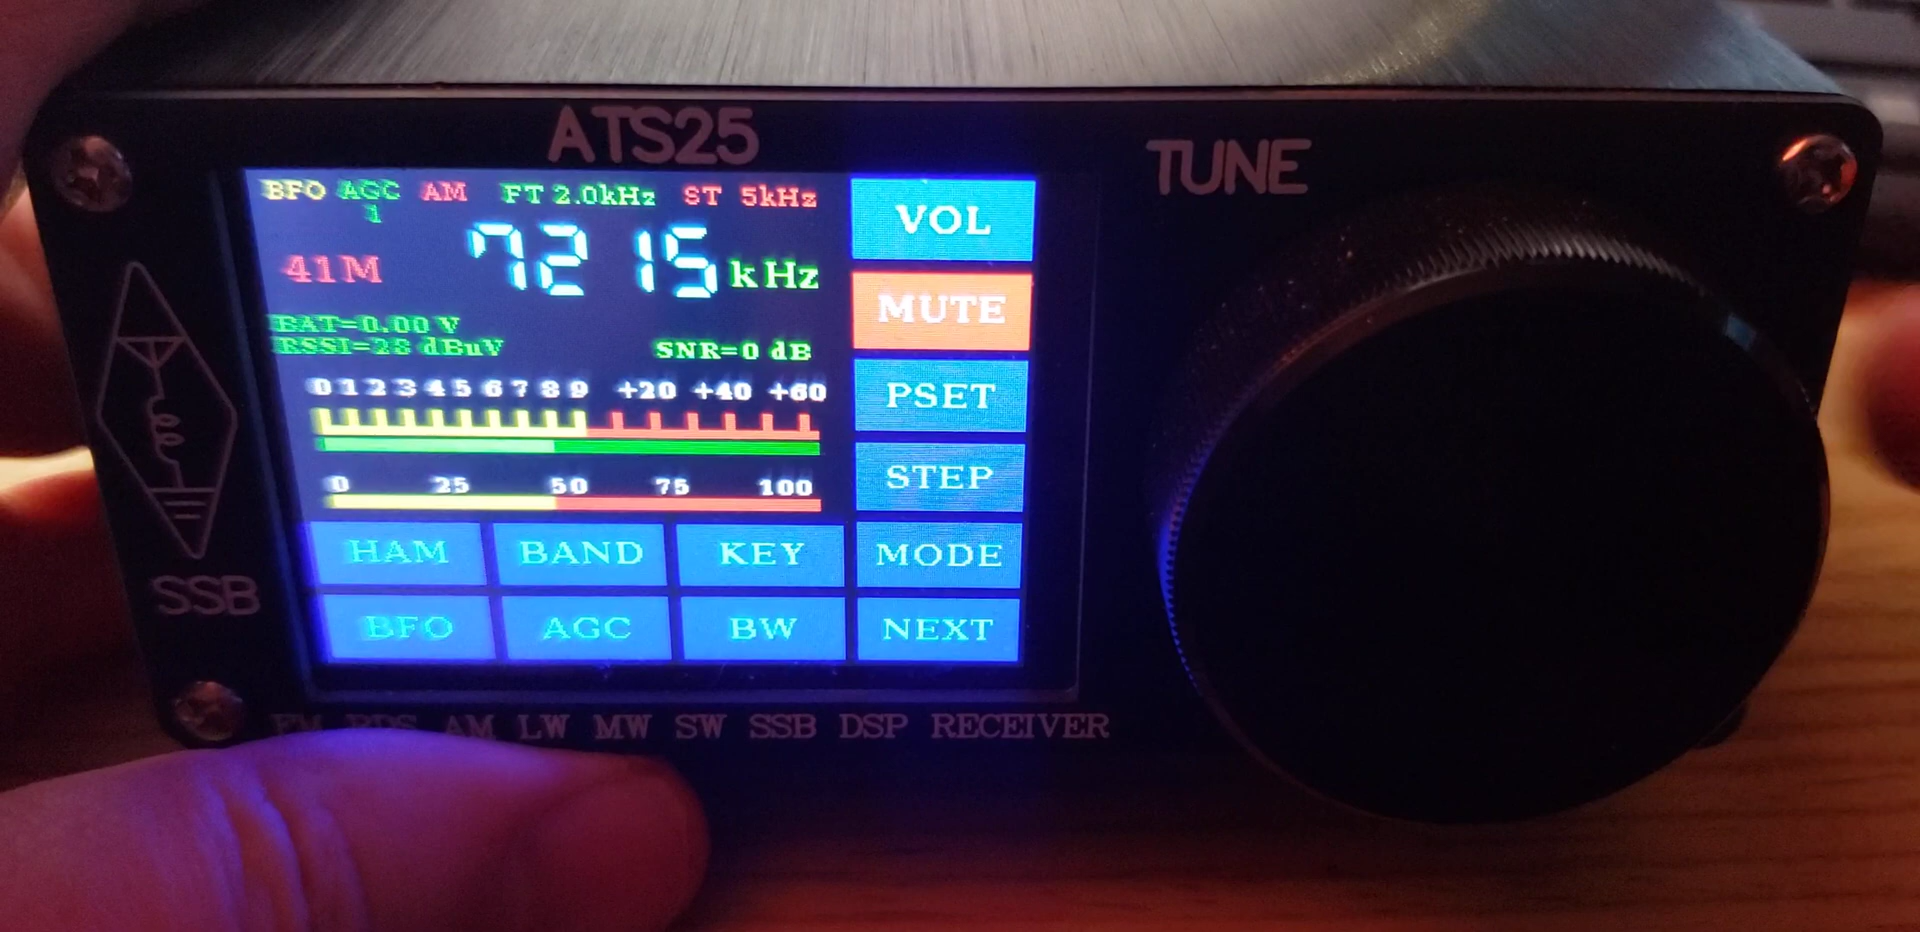 ATS25
TUNE
BFO AGC AM FT 2.0kHz ST 5kHz
1
41M 7215 kHz
BAT=0.00 V
RSSI=28 dBuV SNR=0 dB
0 1 2 3 4 5 6 7 8 9 +20 +40 +60
0 25 50 75 100
VOL
MUTE
PSET
STEP
HAM BAND KEY MODE
BFO AGC BW NEXT
SSB
FM RDS AM LW MW SW SSB DSP RECEIVER